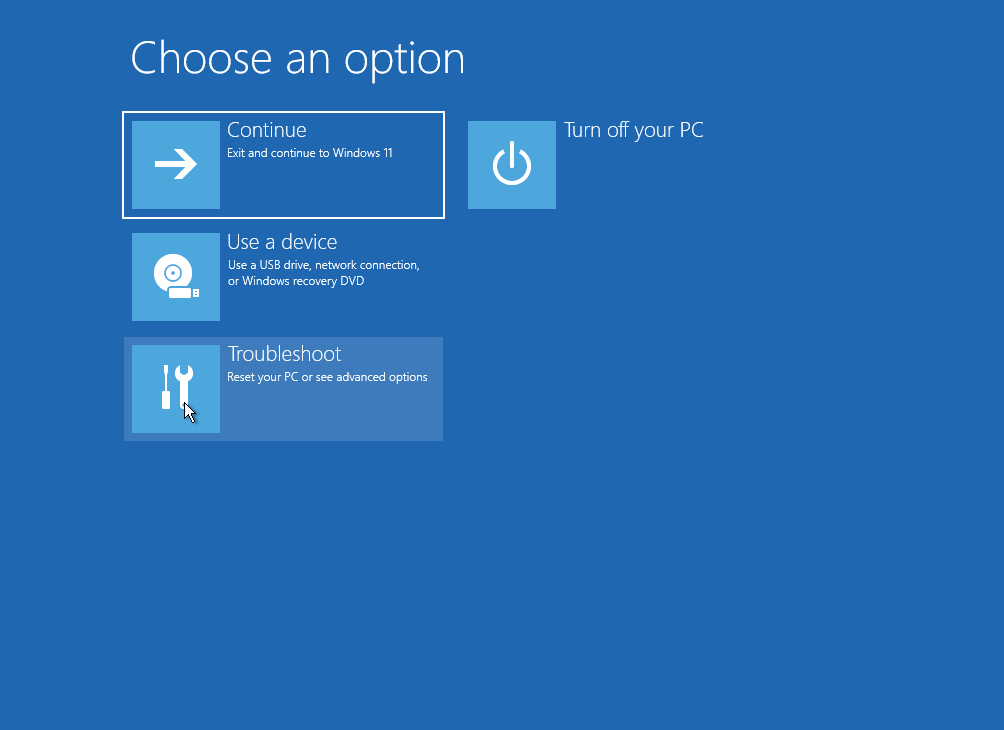 Choose an option
Continue
Exit and continue to Windows 11
Turn off your PC
Use a device
Use a USB drive, network connection,
or Windows recovery DVD
Troubleshoot
Reset your PC or see advanced options